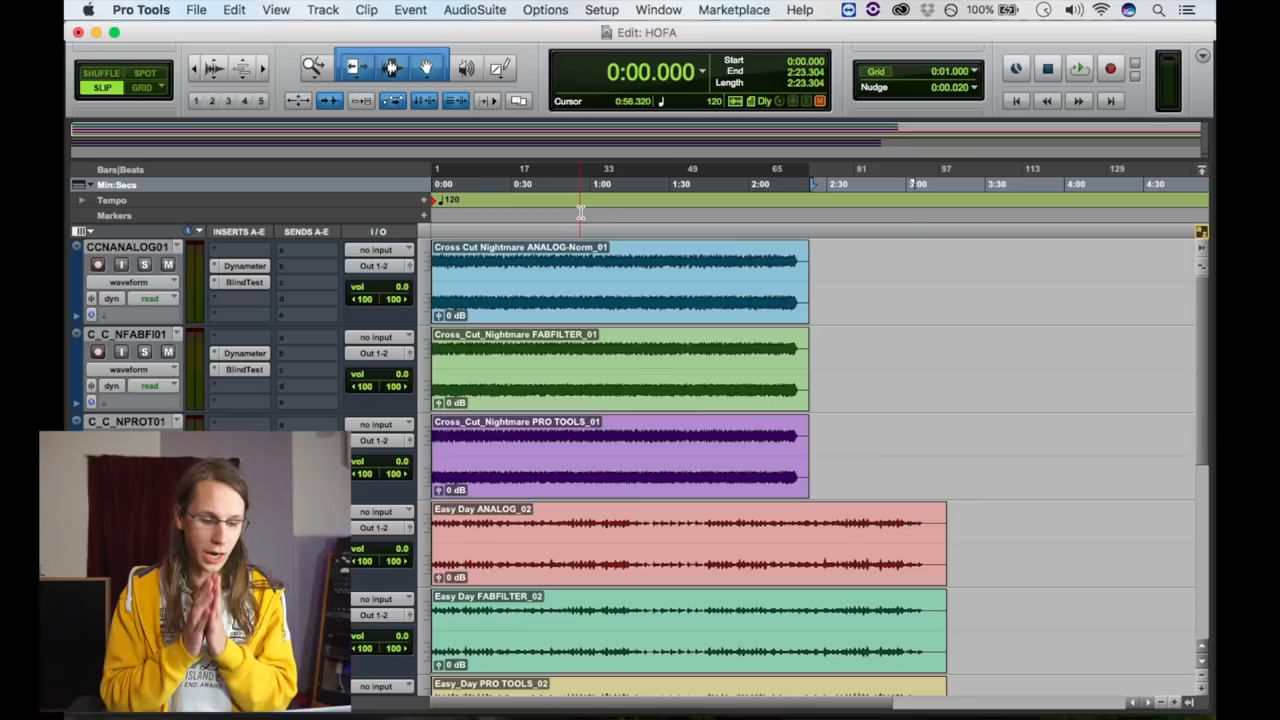 Pro Tools File Edit View Track Clip Event AudioSuite Options Setup Window Marketplace Help 100%
Edit: HOFA
SHUFFLE SPOT
SLIP GRID
1 2 3 4 5
0:00.000
Start 0:00.000
End 2:23.304
Length 2:23.304
Cursor 0:56.320 120 Dly
Grid 0:01.000
Nudge 0:00.020
Bars|Beats 1 17 33 49 65 81 97 113 129
Min:Secs 0:00 0:30 1:00 1:30 2:00 2:30 3:00 3:30 4:00 4:30
Tempo 120
Markers
INSERTS A-E SENDS A-E I / O
CCNANALOG01 a no input Cross Cut Nightmare ANALOG-Norm_01
I S M Dynameter b Out 1-2
waveform BlindTest c
dyn read d vol 0.0
e 100 100 0 dB
C_C_NFABFI01 a no input Cross_Cut_Nightmare FABFILTER_01
I S M Dynameter b Out 1-2
waveform BlindTest c
dyn read d vol 0.0
e 100 100 0 dB
C_C_NPROT01 no input Cross_Cut_Nightmare PRO TOOLS_01
Out 1-2
vol 0.0
100 100 0 dB
no input Easy Day ANALOG_02
Out 1-2
vol 0.0
100 100 0 dB
no input Easy Day FABFILTER_02
Out 1-2
vol 0.0
100 100 0 dB
no input Easy_Day PRO TOOLS_02
ISLAND
END. AWARD